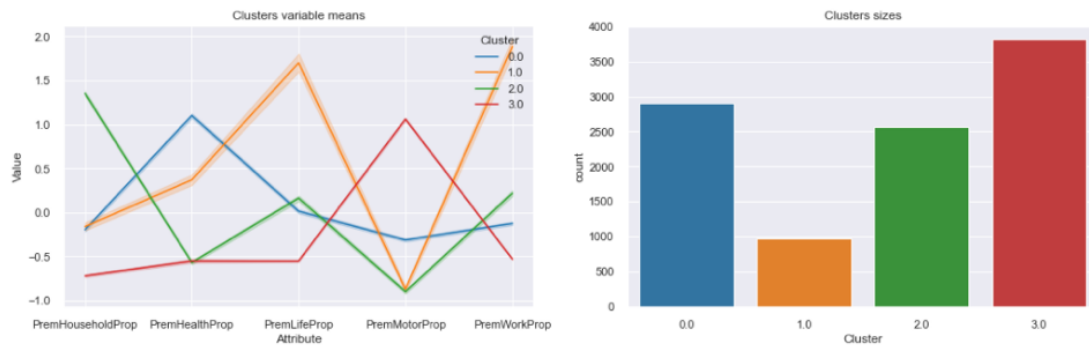 Clusters variable means
Value
2.0
1.5
1.0
0.5
0.0
−0.5
−1.0
Cluster
0.0
1.0
2.0
3.0
PremHouseholdProp PremHealthProp PremLifeProp PremMotorProp PremWorkProp
Attribute
Clusters sizes
count
4000
3500
3000
2500
2000
1500
1000
500
0
0.0 1.0 2.0 3.0
Cluster